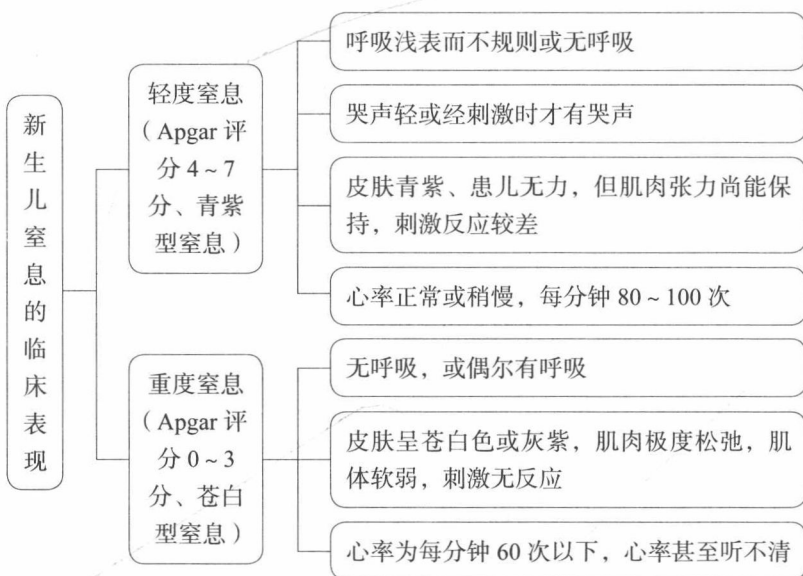 新生儿窒息的临床表现
轻度窒息
（Apgar 评
分 4～7
分、青紫
型窒息）
呼吸浅表而不规则或无呼吸
哭声轻或经刺激时才有哭声
皮肤青紫、患儿无力，但肌肉张力尚能保
持，刺激反应较差
心率正常或稍慢，每分钟 80～100 次
重度窒息
（Apgar 评
分 0～3
分、苍白
型窒息）
无呼吸，或偶尔有呼吸
皮肤呈苍白色或灰紫，肌肉极度松弛，肌
体软弱，刺激无反应
心率为每分钟 60 次以下，心率甚至听不清